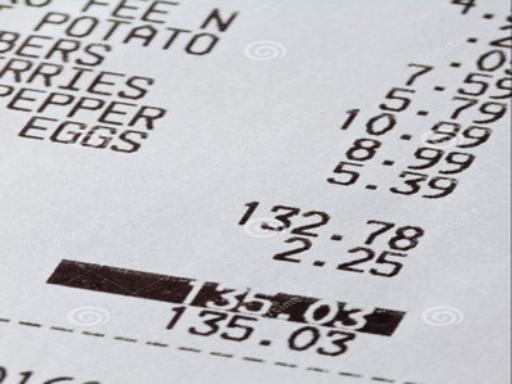 FEE N
POTATO 7.59
BERS 5.79
RRIES 10.99
PEPPER 8.99
EGGS 5.39
132.78
2.25
135.03
135.03